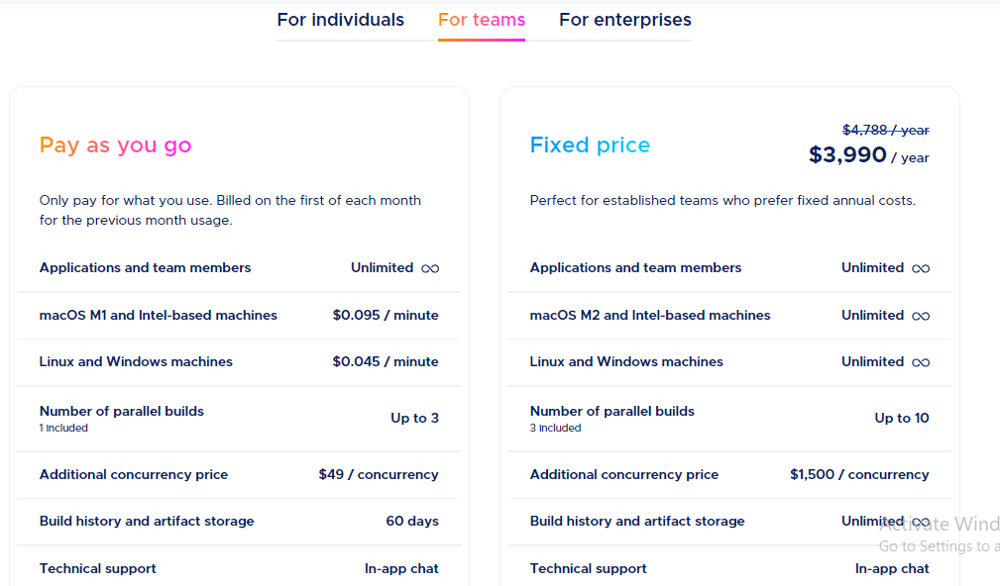 For individuals For teams For enterprises
Pay as you go
Only pay for what you use. Billed on the first of each month
for the previous month usage.
Applications and team members Unlimited ∞
macOS M1 and Intel-based machines $0.095 / minute
Linux and Windows machines $0.045 / minute
Number of parallel builds
1 included
Up to 3
Additional concurrency price $49 / concurrency
Build history and artifact storage 60 days
Technical support In-app chat
Fixed price
$4,788 / year
$3,990 / year
Perfect for established teams who prefer fixed annual costs.
Applications and team members Unlimited ∞
macOS M2 and Intel-based machines Unlimited ∞
Linux and Windows machines Unlimited ∞
Number of parallel builds
3 included
Up to 10
Additional concurrency price $1,500 / concurrency
Build history and artifact storage Unlimited ∞
Technical support In-app chat
Activate Wind
Go to Settings to a